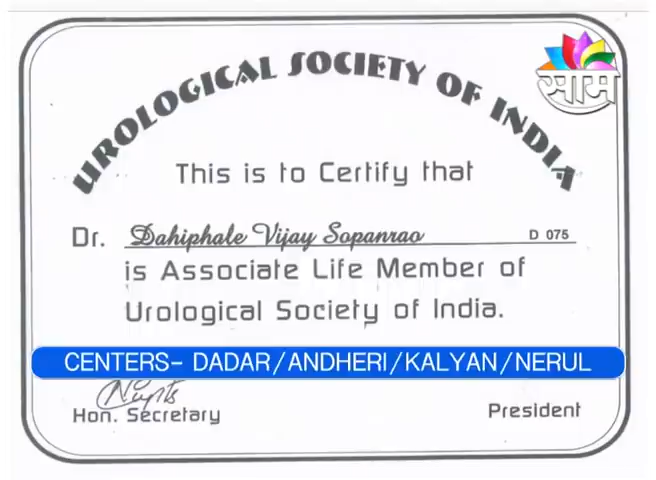 UROLOGICAL SOCIETY OF INDIA
साम
This is to Certify that
Dr. Dahiphale Vijay Sopanrao D 075
is Associate Life Member of
Urological Society of India.
CENTERS- DADAR/ANDHERI/KALYAN/NERUL
Hon. Secretary
President